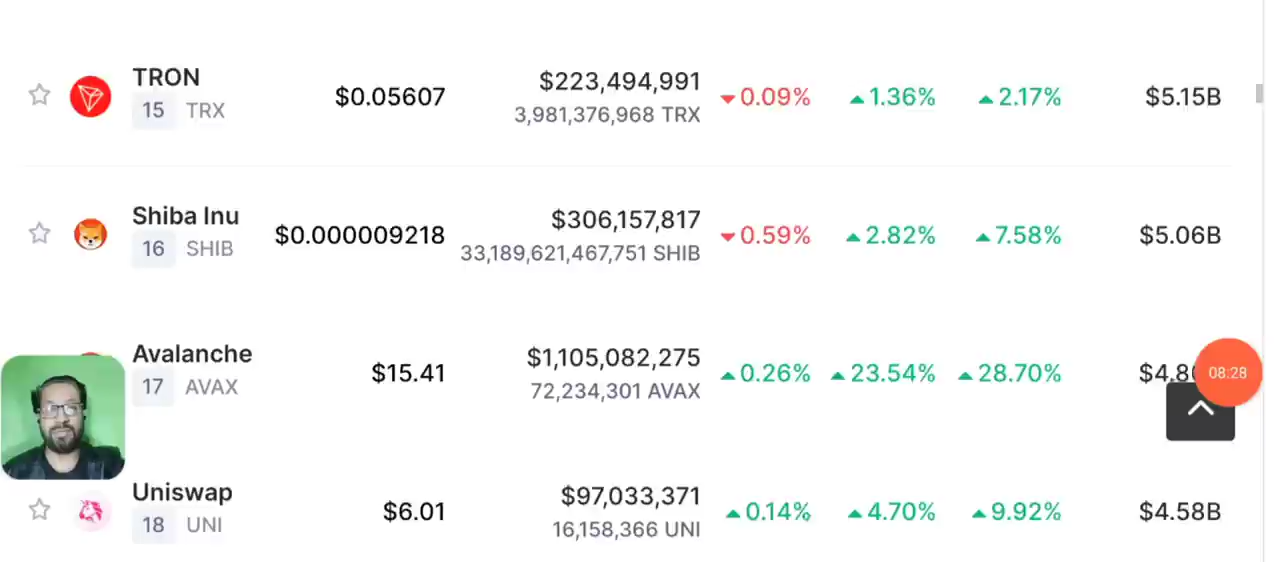 TRON
15 TRX
$0.05607
$223,494,991
3,981,376,968 TRX
0.09%
1.36%
2.17%
$5.15B
Shiba Inu
16 SHIB
$0.000009218
$306,157,817
33,189,621,467,751 SHIB
0.59%
2.82%
7.58%
$5.06B
Avalanche
17 AVAX
$15.41
$1,105,082,275
72,234,301 AVAX
0.26%
23.54%
28.70%
08:28
Uniswap
18 UNI
$6.01
$97,033,371
16,158,366 UNI
0.14%
4.70%
9.92%
$4.58B